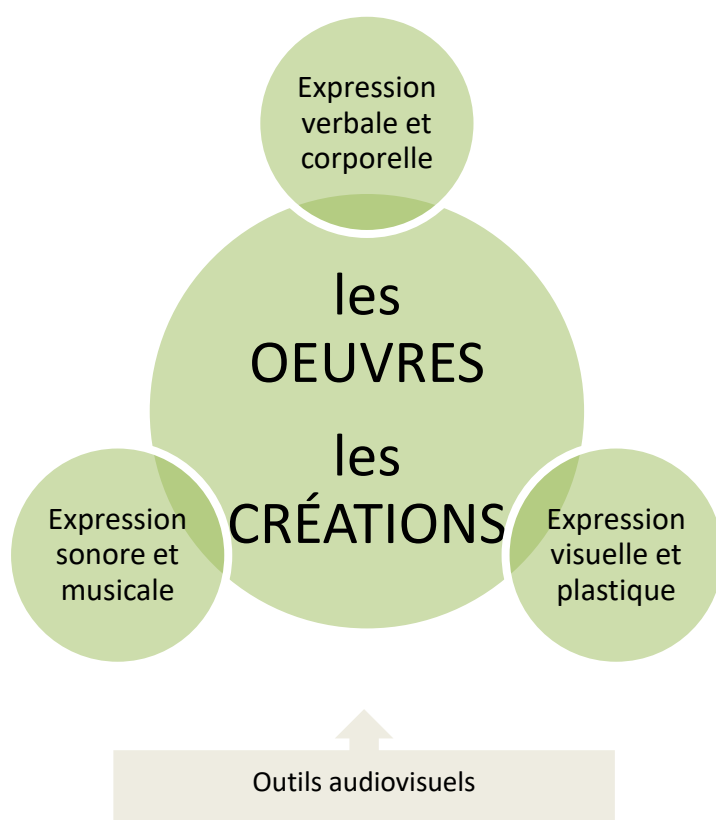 Expression
verbale et
corporelle
les
OEUVRES
les
CRÉATIONS
Expression
sonore et
musicale
Expression
visuelle et
plastique
Outils audiovisuels